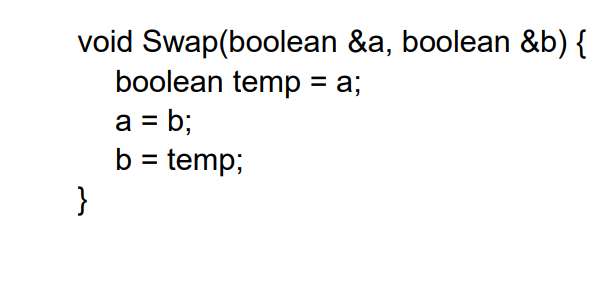 void Swap(boolean &a, boolean &b) {
boolean temp = a;
a = b;
b = temp;
}